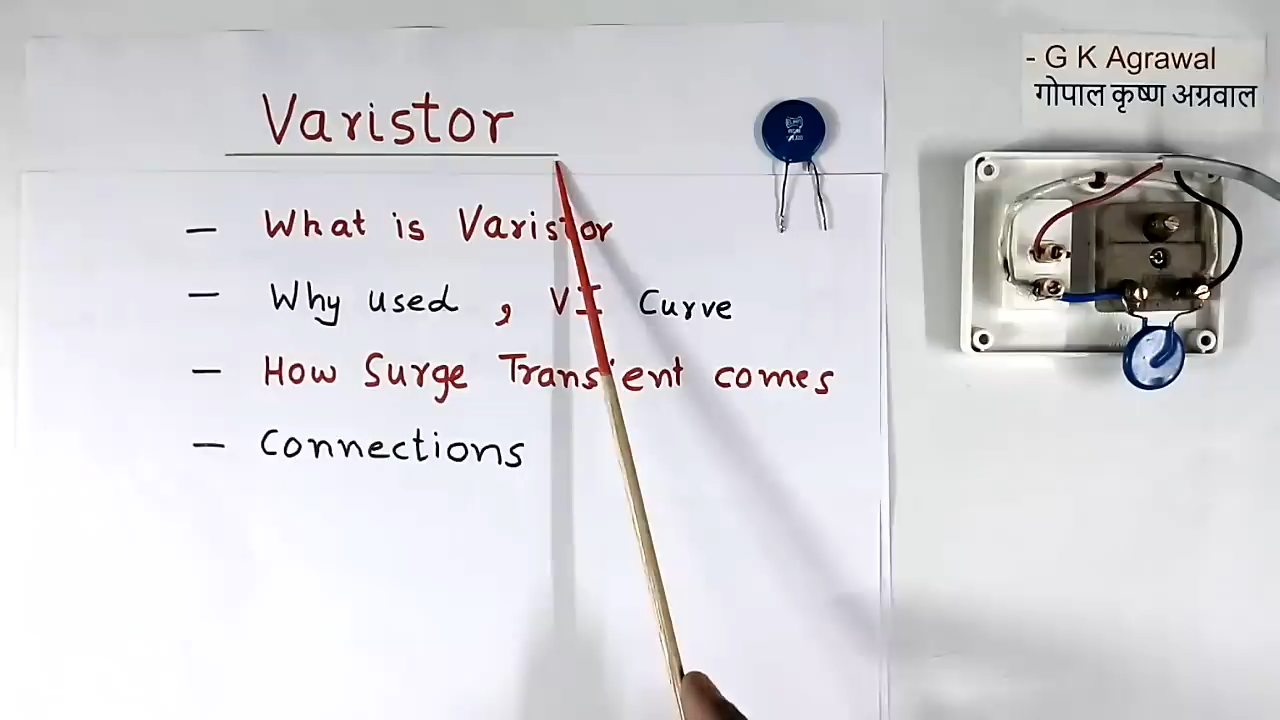 Varistor
- What is Varistor
- Why used , VI Curve
- How Surge Transient comes
- Connections
- G K Agrawal
गोपाल कृष्ण अग्रवाल